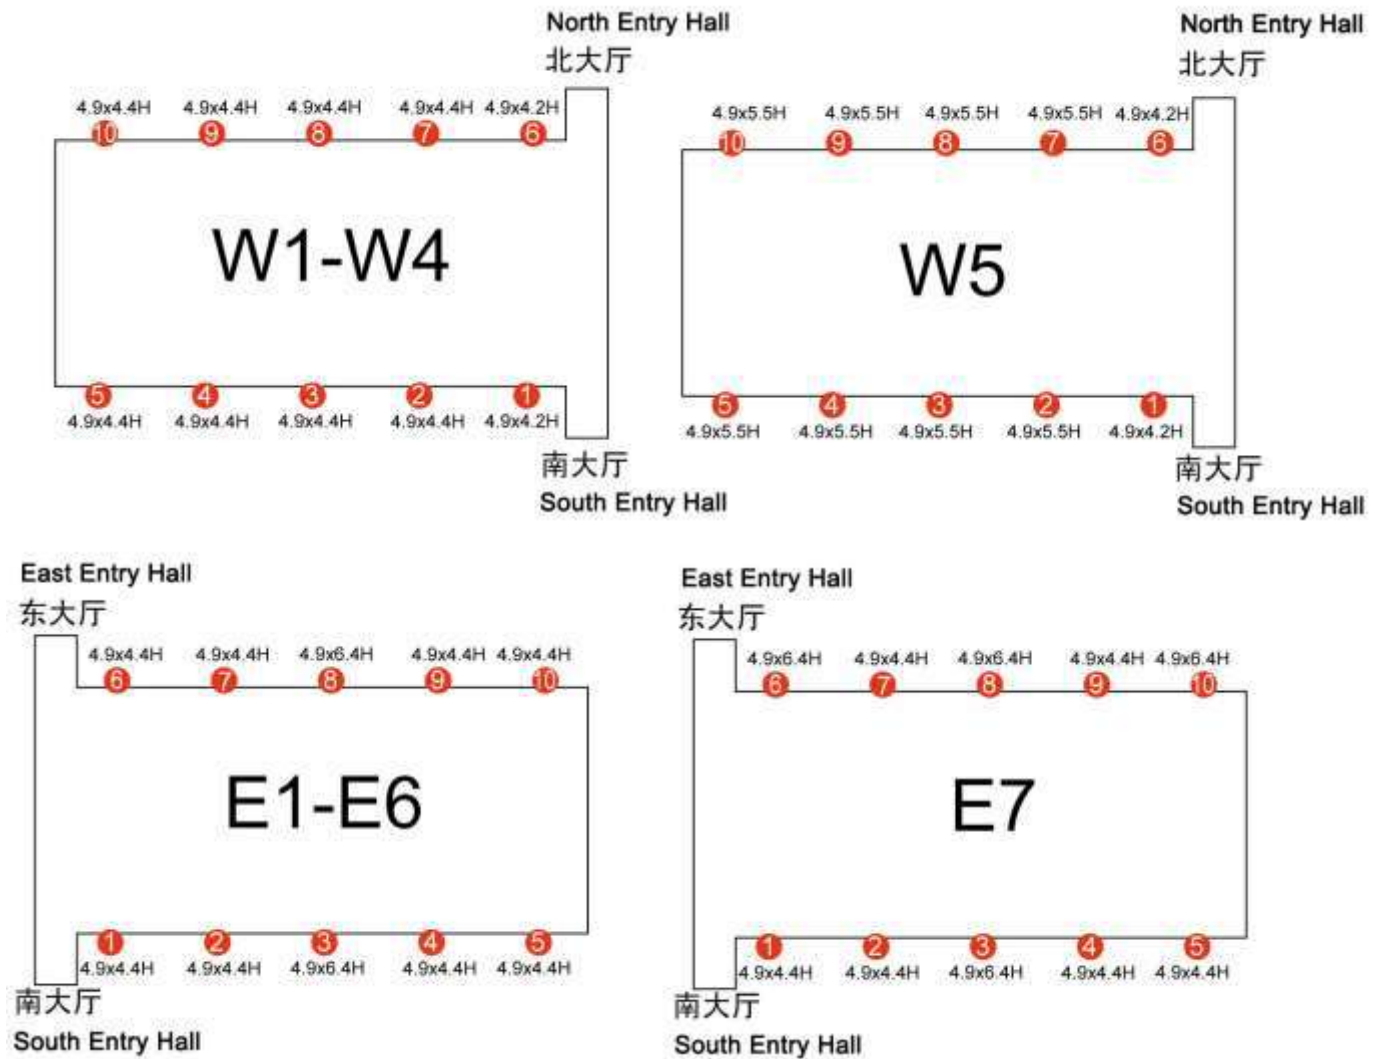 North Entry Hall
北大厅
4.9x4.4H 4.9x4.4H 4.9x4.4H 4.9x4.4H 4.9x4.2H
10 9 8 7 6
W1-W4
5 4 3 2 1
4.9x4.4H 4.9x4.4H 4.9x4.4H 4.9x4.4H 4.9x4.2H
南大厅
South Entry Hall
North Entry Hall
北大厅
4.9x5.5H 4.9x5.5H 4.9x5.5H 4.9x5.5H 4.9x4.2H
10 9 8 7 6
W5
5 4 3 2 1
4.9x5.5H 4.9x5.5H 4.9x5.5H 4.9x5.5H 4.9x4.2H
南大厅
South Entry Hall
East Entry Hall
东大厅
4.9x4.4H 4.9x4.4H 4.9x6.4H 4.9x4.4H 4.9x4.4H
6 7 8 9 10
E1-E6
1 2 3 4 5
4.9x4.4H 4.9x4.4H 4.9x6.4H 4.9x4.4H 4.9x4.4H
南大厅
South Entry Hall
East Entry Hall
东大厅
4.9x6.4H 4.9x4.4H 4.9x6.4H 4.9x4.4H 4.9x6.4H
6 7 8 9 10
E7
1 2 3 4 5
4.9x4.4H 4.9x4.4H 4.9x6.4H 4.9x4.4H 4.9x4.4H
南大厅
South Entry Hall